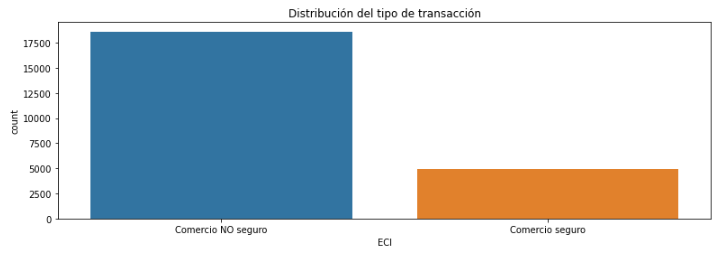 Distribución del tipo de transacción
17500
15000
12500
10000
7500
5000
2500
0
count
Comercio NO seguro
Comercio seguro
ECI